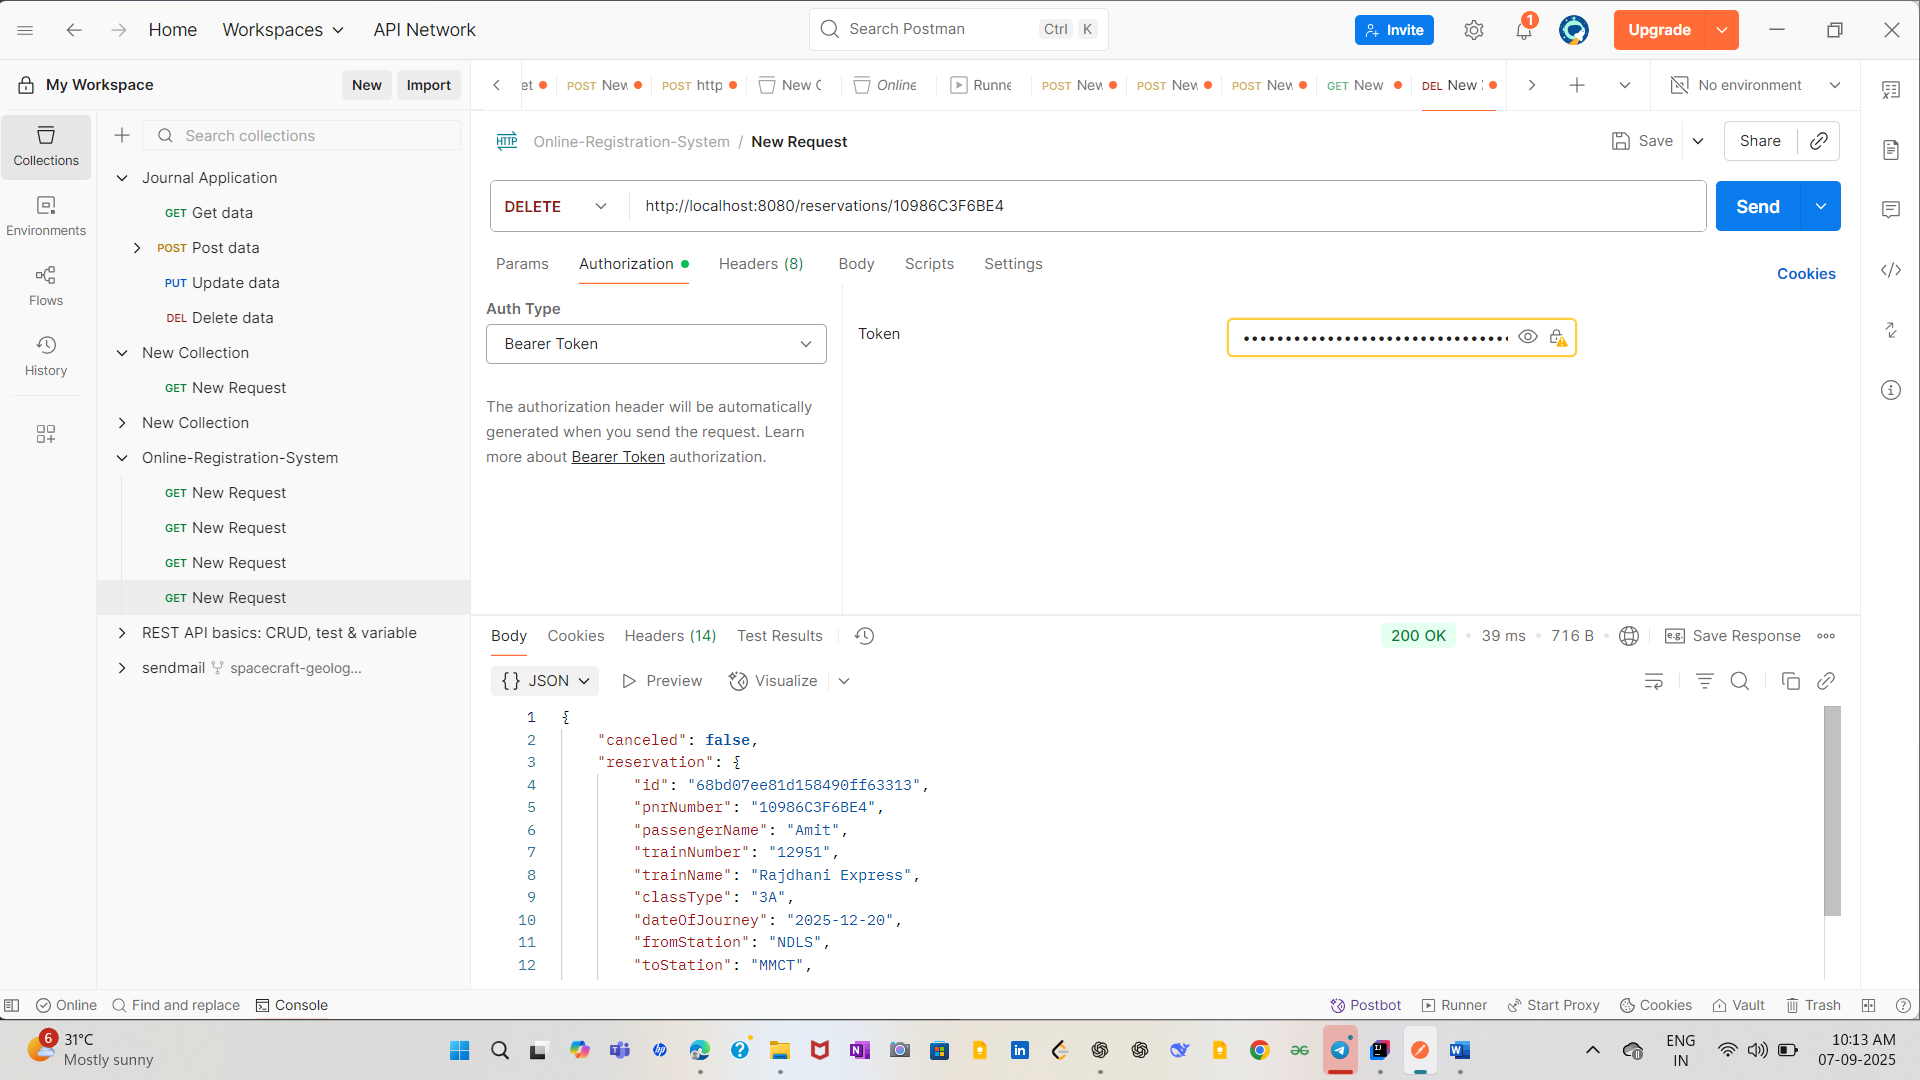 Home
Workspaces
API Network
Search Postman
Ctrl K
Invite
1
Upgrade
My Workspace
New
Import
et
POST New
POST http
New C
Online
Runne
POST New
POST New
POST New
GET New
DEL New
No environment
Collections
Environments
Flows
History
Search collections
Journal Application
GET Get data
POST Post data
PUT Update data
DEL Delete data
New Collection
GET New Request
New Collection
Online-Registration-System
GET New Request
GET New Request
GET New Request
GET New Request
REST API basics: CRUD, test & variable
sendmail spacecraft-geolog...
HTTP Online-Registration-System / New Request
Save
Share
DELETE
http://localhost:8080/reservations/10986C3F6BE4
Send
Params
Authorization
Headers (8)
Body
Scripts
Settings
Cookies
Auth Type
Bearer Token
The authorization header will be automatically
generated when you send the request. Learn
more about Bearer Token authorization.
Token
Body
Cookies
Headers (14)
Test Results
200 OK
39 ms
716 B
e.g. Save Response
{} JSON
Preview
Visualize
1 {
2 "canceled": false,
3 "reservation": {
4 "id": "68bd07ee81d158490ff63313",
5 "pnrNumber": "10986C3F6BE4",
6 "passengerName": "Amit",
7 "trainNumber": "12951",
8 "trainName": "Rajdhani Express",
9 "classType": "3A",
10 "dateOfJourney": "2025-12-20",
11 "fromStation": "NDLS",
12 "toStation": "MMCT",
Online
Find and replace
Console
Postbot
Runner
Start Proxy
Cookies
Vault
Trash
6
31°C
Mostly sunny
ENG
IN
10:13 AM
07-09-2025